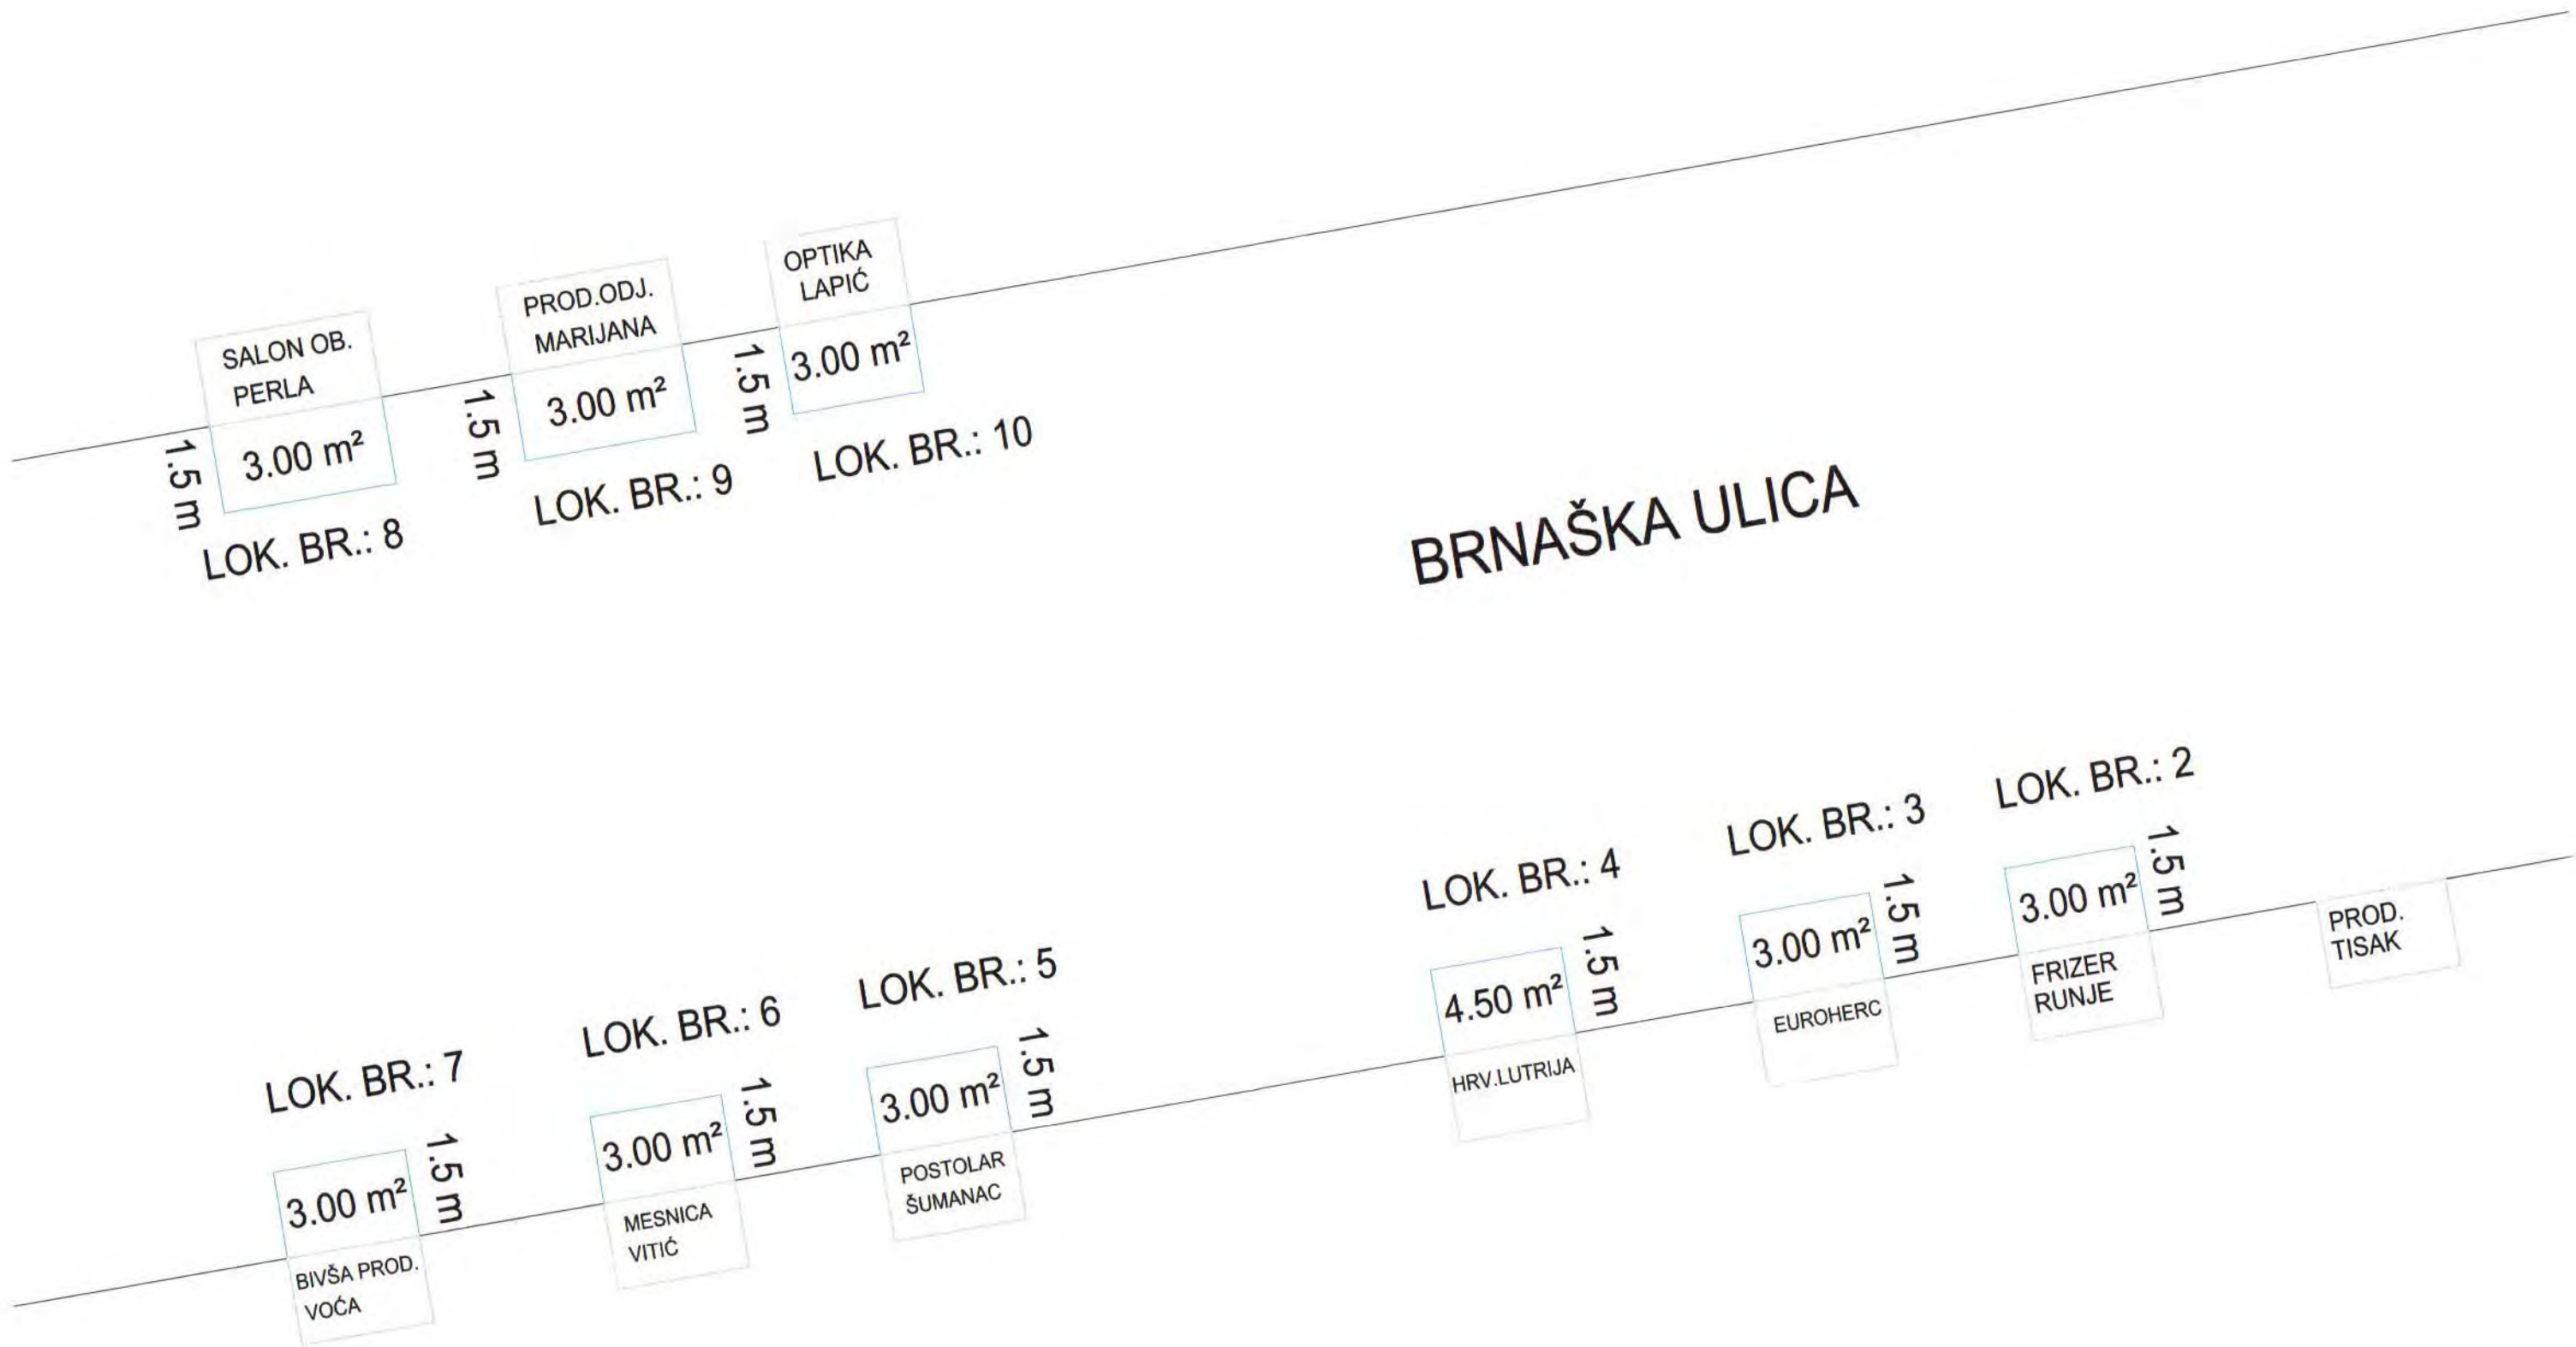 OPTIKA
LAPIĆ
3.00 m²
1.5 m
LOK. BR.: 10
PROD.ODJ.
MARIJANA
3.00 m²
1.5 m
LOK. BR.: 9
SALON OB.
PERLA
3.00 m²
1.5 m
LOK. BR.: 8
BRNAŠKA ULICA
LOK. BR.: 2
3.00 m²
1.5 m
FRIZER
RUNJE
PROD.
TISAK
LOK. BR.: 3
3.00 m²
1.5 m
EUROHERC
LOK. BR.: 4
4.50 m²
1.5 m
HRV.LUTRIJA
LOK. BR.: 5
3.00 m²
1.5 m
POSTOLAR
ŠUMANAC
LOK. BR.: 6
3.00 m²
1.5 m
MESNICA
VITIĆ
LOK. BR.: 7
3.00 m²
1.5 m
BIVŠA PROD.
VOĆA